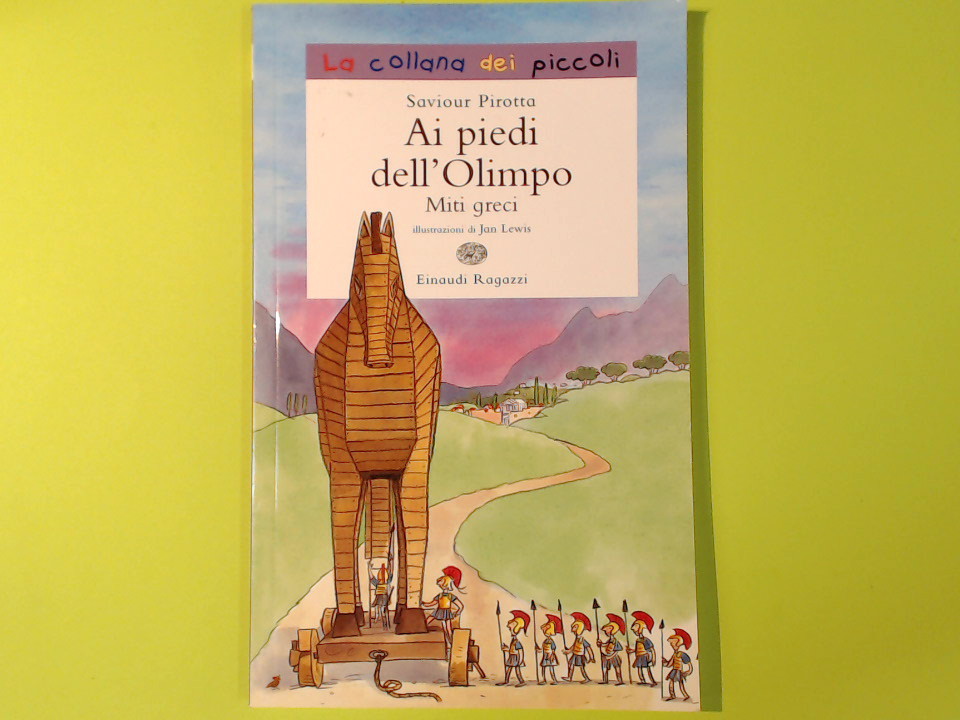 La collana dei piccoli
Saviour Pirotta
Ai piedi
dell'Olimpo
Miti greci
illustrazioni di Jan Lewis
Einaudi Ragazzi